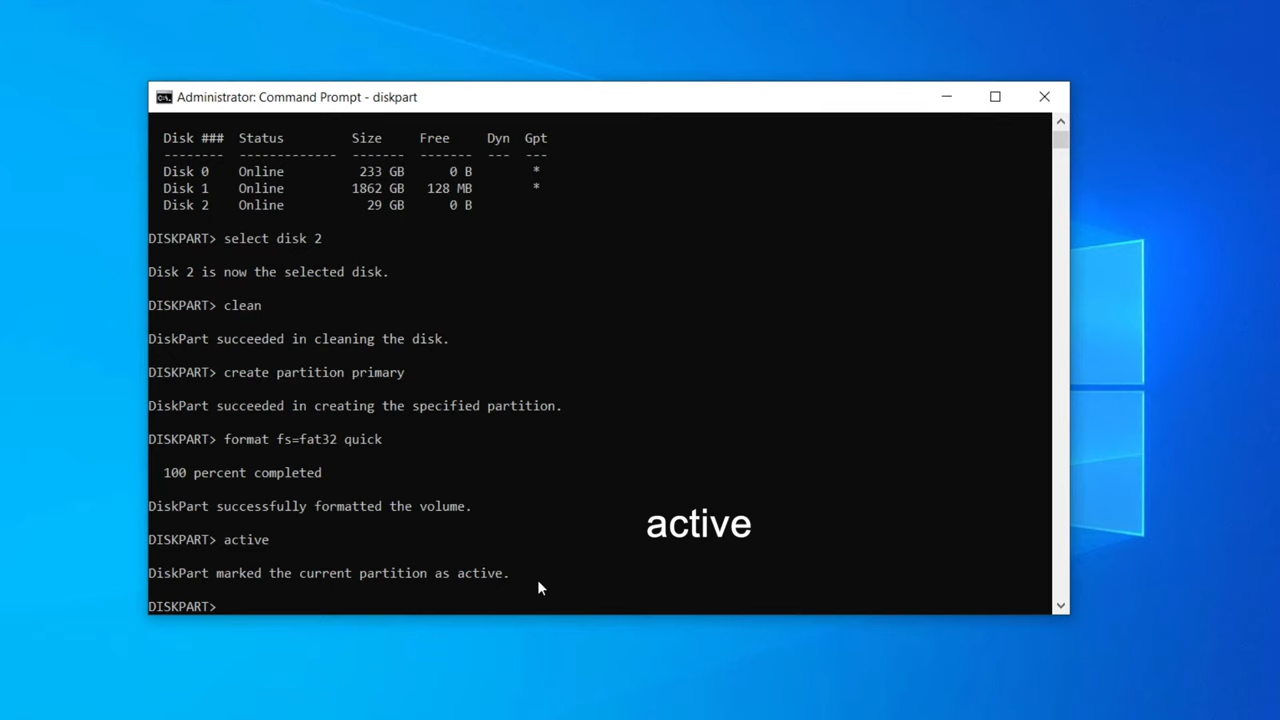 Administrator: Command Prompt - diskpart
Disk ### Status Size Free Dyn Gpt
-------- ------------- ------- ------- --- ---
Disk 0 Online 233 GB 0 B *
Disk 1 Online 1862 GB 128 MB *
Disk 2 Online 29 GB 0 B
DISKPART> select disk 2
Disk 2 is now the selected disk.
DISKPART> clean
DiskPart succeeded in cleaning the disk.
DISKPART> create partition primary
DiskPart succeeded in creating the specified partition.
DISKPART> format fs=fat32 quick
100 percent completed
DiskPart successfully formatted the volume.
active
DISKPART> active
DiskPart marked the current partition as active.
DISKPART>